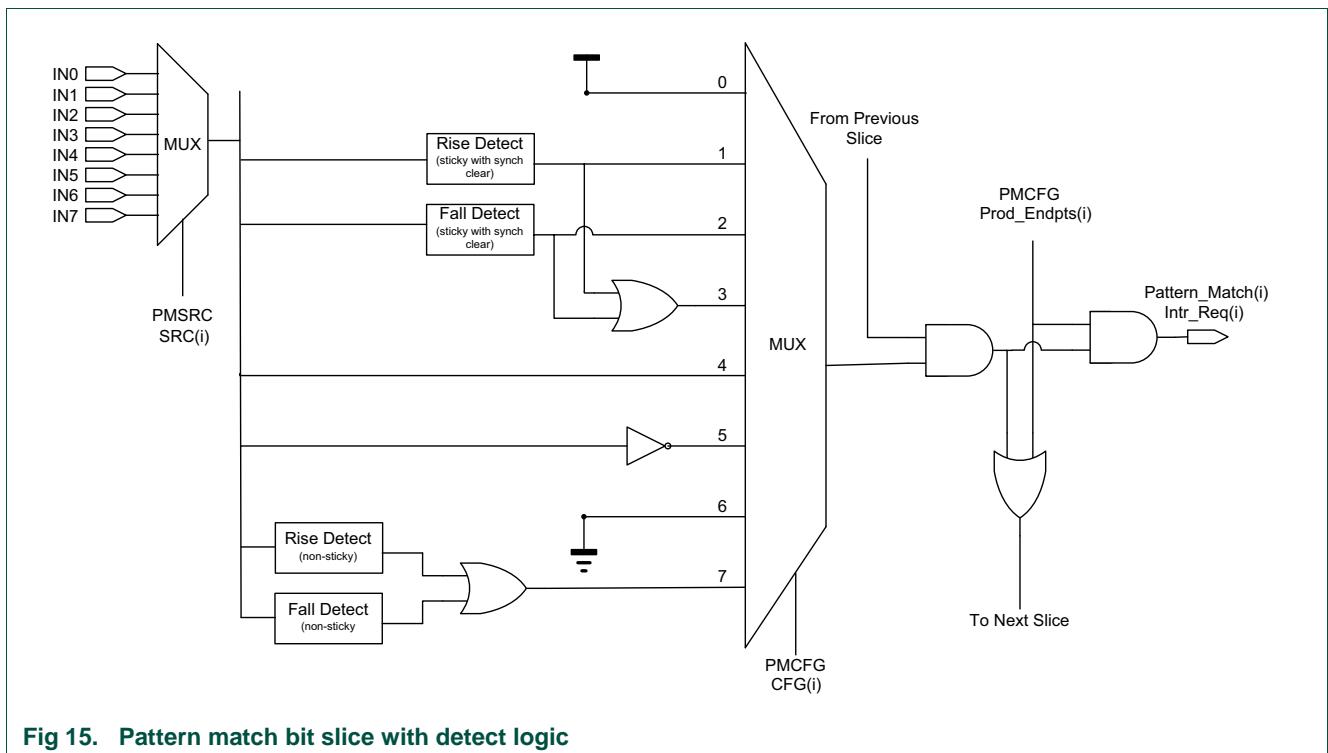 IN0
IN1
IN2
IN3
IN4
IN5
IN6
IN7
MUX
PMSRC
SRC(i)
Rise Detect
(sticky with synch
clear)
Fall Detect
(sticky with synch
clear)
Rise Detect
(non-sticky)
Fall Detect
(non-sticky
0
1
2
3
4
5
6
7
MUX
PMCFG
CFG(i)
From Previous
Slice
PMCFG
Prod_Endpts(i)
Pattern_Match(i)
Intr_Req(i)
To Next Slice
Fig 15. Pattern match bit slice with detect logic